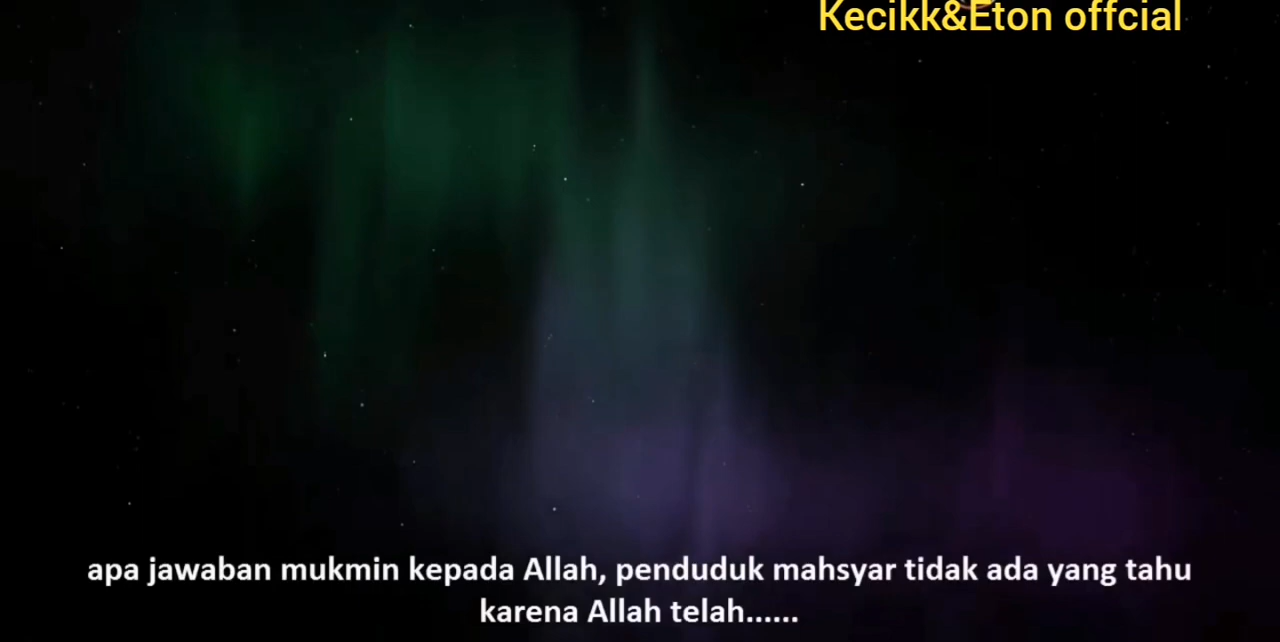 Kecikk&Eton offcial
apa jawaban mukmin kepada Allah, penduduk mahsyar tidak ada yang tahu
karena Allah telah......